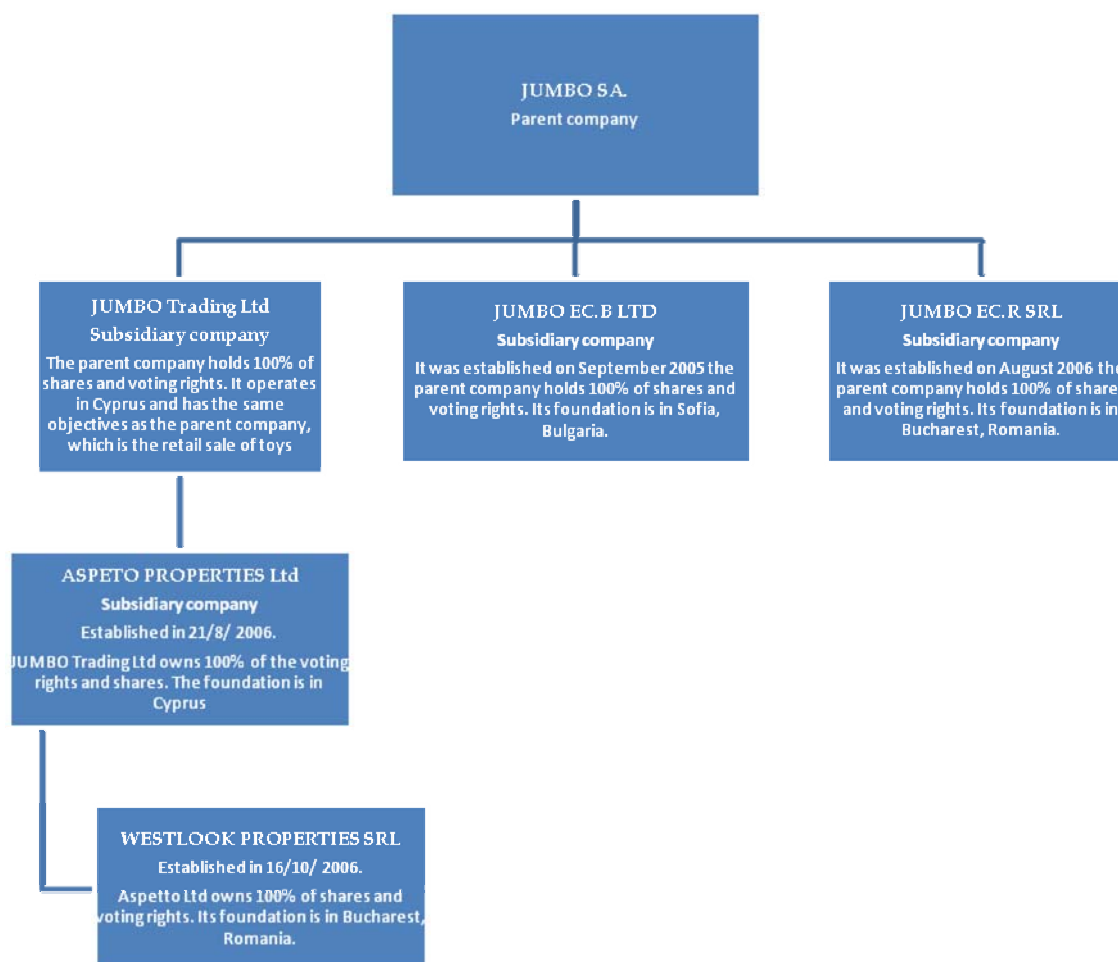 JUMBO SA.
Parent company
JUMBO Trading Ltd
Subsidiary company
The parent company holds 100% of
shares and voting rights. It operates
in Cyprus and has the same
objectives as the parent company,
which is the retail sale of toys
JUMBO EC.B LTD
Subsidiary company
It was established on September 2005 the
parent company holds 100% of shares and
voting rights. Its foundation is in Sofia,
Bulgaria.
JUMBO EC.R SRL
Subsidiary company
It was established on August 2006 the
parent company holds 100% of share
and voting rights. Its foundation is in
Bucharest, Romania.
ASPETO PROPERTIES Ltd
Subsidiary company
Established in 21/8/ 2006.
JUMBO Trading Ltd owns 100% of the voting
rights and shares. The foundation is in
Cyprus
WESTLOOK PROPERTIES SRL
Established in 16/10/ 2006.
Aspetto Ltd owns 100% of shares and
voting rights. Its foundation is in Bucharest,
Romania.